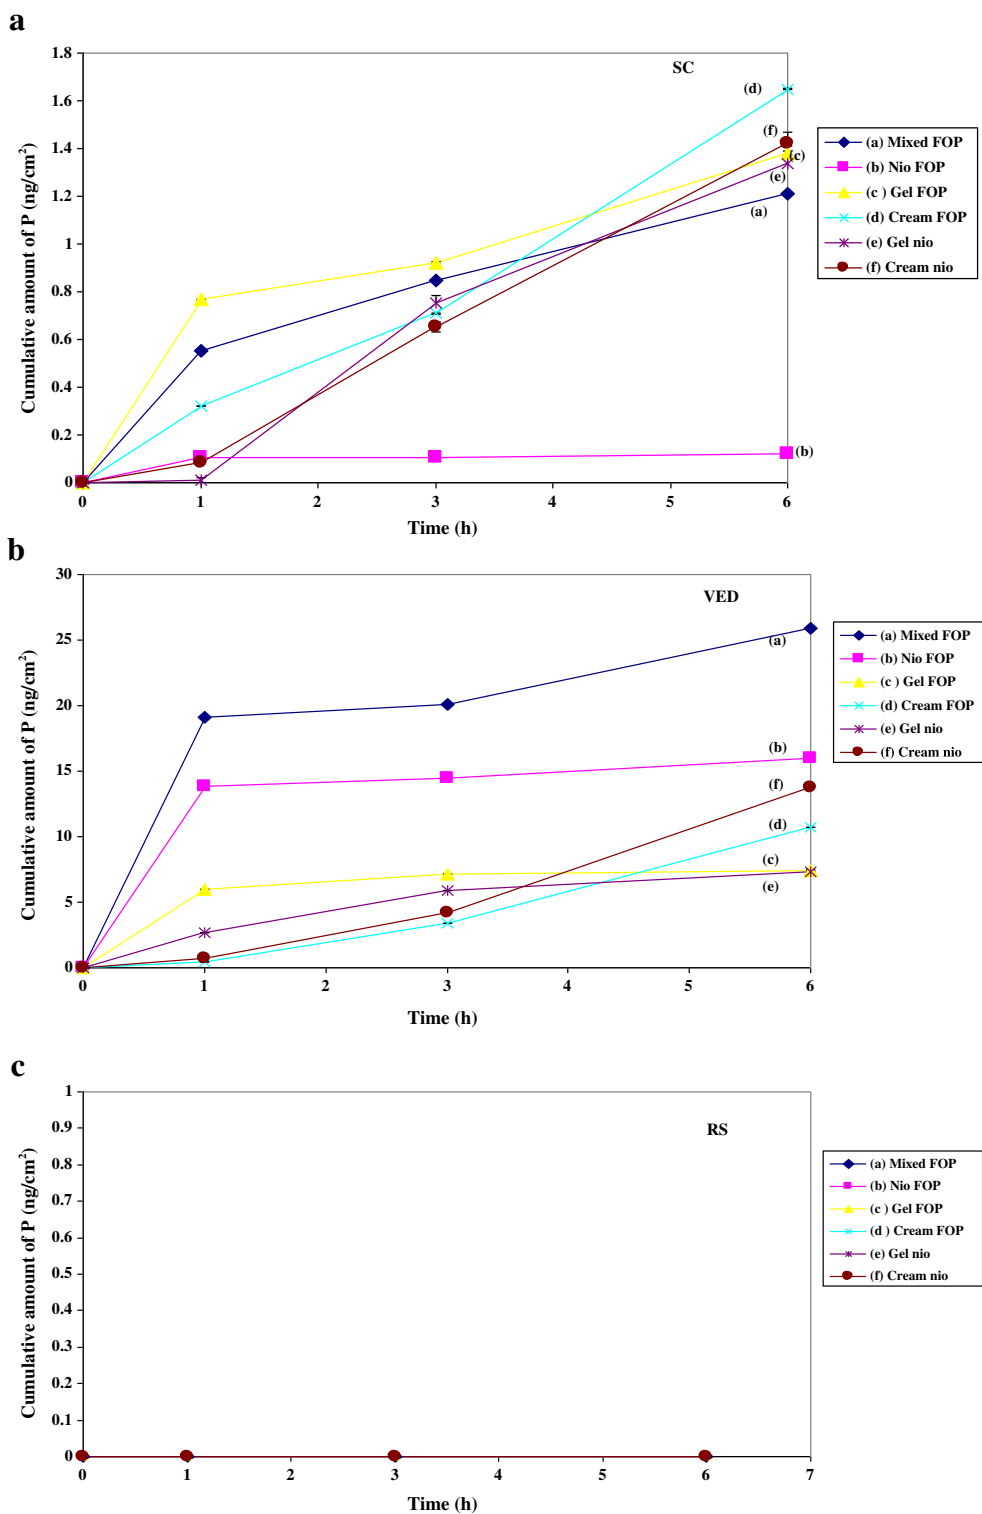 a
SC
Cumulative amount of P (ng/cm²)
1.8
1.6
1.4
1.2
1
0.8
0.6
0.4
0.2
0
(d)
(f)
(c)
(e)
(a)
(b)
0 1 2 3 4 5 6
Time (h)
(a) Mixed FOP
(b) Nio FOP
(c ) Gel FOP
(d) Cream FOP
(e) Gel nio
(f) Cream nio
b
VED
Cumulative amount of P (ng/cm²)
30
25
20
15
10
5
0
(a)
(b)
(f)
(d)
(c)
(e)
0 1 2 3 4 5 6
Time (h)
(a) Mixed FOP
(b) Nio FOP
(c ) Gel FOP
(d) Cream FOP
(e) Gel nio
(f) Cream nio
c
RS
Cumulative amount of P (ng/cm²)
1
0.9
0.8
0.7
0.6
0.5
0.4
0.3
0.2
0.1
0
0 1 2 3 5 6 7
Time (h)
(a) Mixed FOP
(b) Nio FOP
(c ) Gel FOP
(d ) Cream FOP
(e) Gel nio
(f) Cream nio